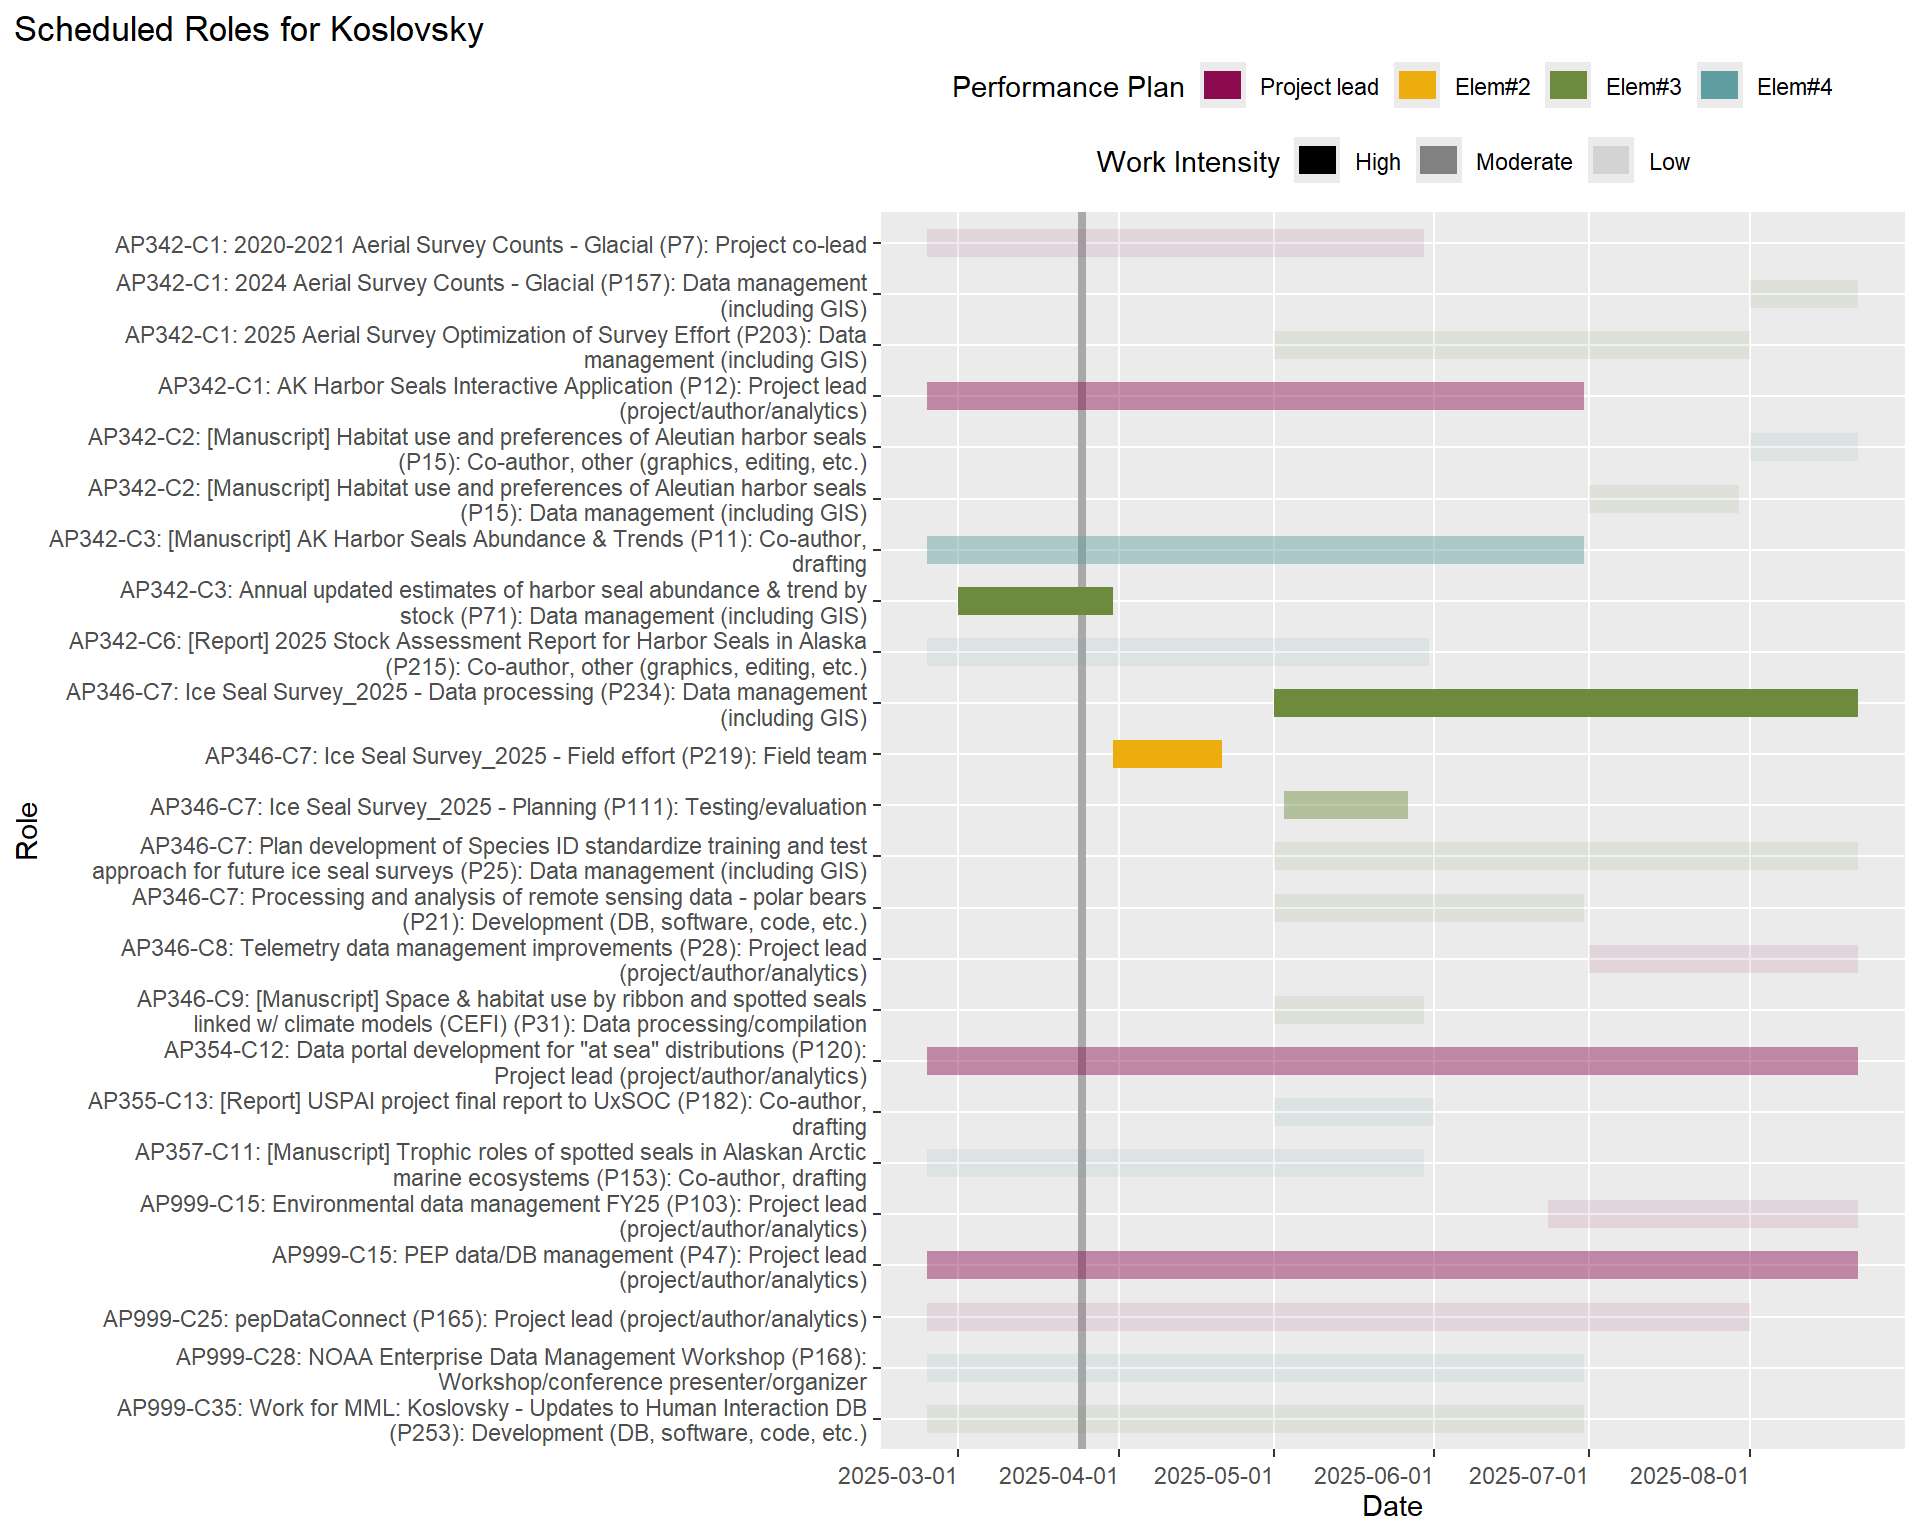 Scheduled Roles for Koslovsky
Performance Plan Project lead Elem#2 Elem#3 Elem#4
Work Intensity High Moderate Low
AP342-C1: 2020-2021 Aerial Survey Counts - Glacial (P7): Project co-lead
AP342-C1: 2024 Aerial Survey Counts - Glacial (P157): Data management
(including GIS)
AP342-C1: 2025 Aerial Survey Optimization of Survey Effort (P203): Data
management (including GIS)
AP342-C1: AK Harbor Seals Interactive Application (P12): Project lead
(project/author/analytics)
AP342-C2: [Manuscript] Habitat use and preferences of Aleutian harbor seals
(P15): Co-author, other (graphics, editing, etc.)
AP342-C2: [Manuscript] Habitat use and preferences of Aleutian harbor seals
(P15): Data management (including GIS)
AP342-C3: [Manuscript] AK Harbor Seals Abundance & Trends (P11): Co-author,
drafting
AP342-C3: Annual updated estimates of harbor seal abundance & trend by
stock (P71): Data management (including GIS)
AP342-C6: [Report] 2025 Stock Assessment Report for Harbor Seals in Alaska
(P215): Co-author, other (graphics, editing, etc.)
AP346-C7: Ice Seal Survey_2025 - Data processing (P234): Data management
(including GIS)
AP346-C7: Ice Seal Survey_2025 - Field effort (P219): Field team
AP346-C7: Ice Seal Survey_2025 - Planning (P111): Testing/evaluation
AP346-C7: Plan development of Species ID standardize training and test
approach for future ice seal surveys (P25): Data management (including GIS)
AP346-C7: Processing and analysis of remote sensing data - polar bears
(P21): Development (DB, software, code, etc.)
AP346-C8: Telemetry data management improvements (P28): Project lead
(project/author/analytics)
AP346-C9: [Manuscript] Space & habitat use by ribbon and spotted seals
linked w/ climate models (CEFI) (P31): Data processing/compilation
AP354-C12: Data portal development for "at sea" distributions (P120):
Project lead (project/author/analytics)
AP355-C13: [Report] USPAI project final report to UxSOC (P182): Co-author,
drafting
AP357-C11: [Manuscript] Trophic roles of spotted seals in Alaskan Arctic
marine ecosystems (P153): Co-author, drafting
AP999-C15: Environmental data management FY25 (P103): Project lead
(project/author/analytics)
AP999-C15: PEP data/DB management (P47): Project lead
(project/author/analytics)
AP999-C25: pepDataConnect (P165): Project lead (project/author/analytics)
AP999-C28: NOAA Enterprise Data Management Workshop (P168):
Workshop/conference presenter/organizer
AP999-C35: Work for MML: Koslovsky - Updates to Human Interaction DB
(P253): Development (DB, software, code, etc.)
Role
2025-03-01 2025-04-01 2025-05-01 2025-06-01 2025-07-01 2025-08-01
Date